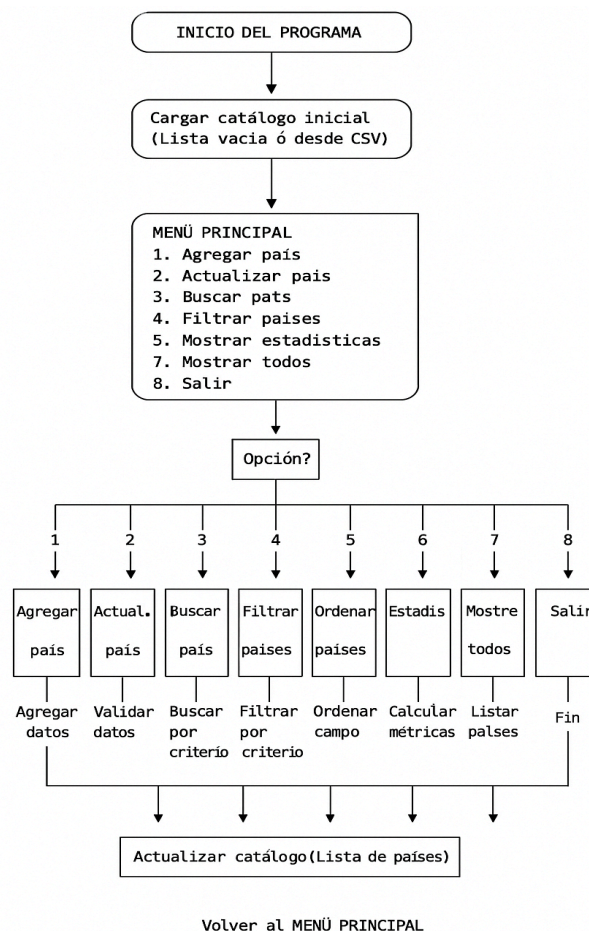 INICIO DEL PROGRAMA
Cargar catálogo inicial
(Lista vacia ó desde CSV)
MENÜ PRINCIPAL
1. Agregar país
2. Actualizar pais
3. Buscar pats
4. Filtrar paises
5. Mostrar estadisticas
7. Mostrar todos
8. Salir
Opción?
1 2 3 4 5 6 7 8
Agregar país
Actual. país
Buscar país
Filtrar paises
Ordenar países
Estadis
Mostre todos
Salir
Agregar datos
Validar datos
Buscar por criterío
Filtrar por criterio
Ordenar campo
Calcular métricas
Listar palses
Fin
Actualizar catálogo(Lista de países)
Volver al MENÜ PRINCIPAL